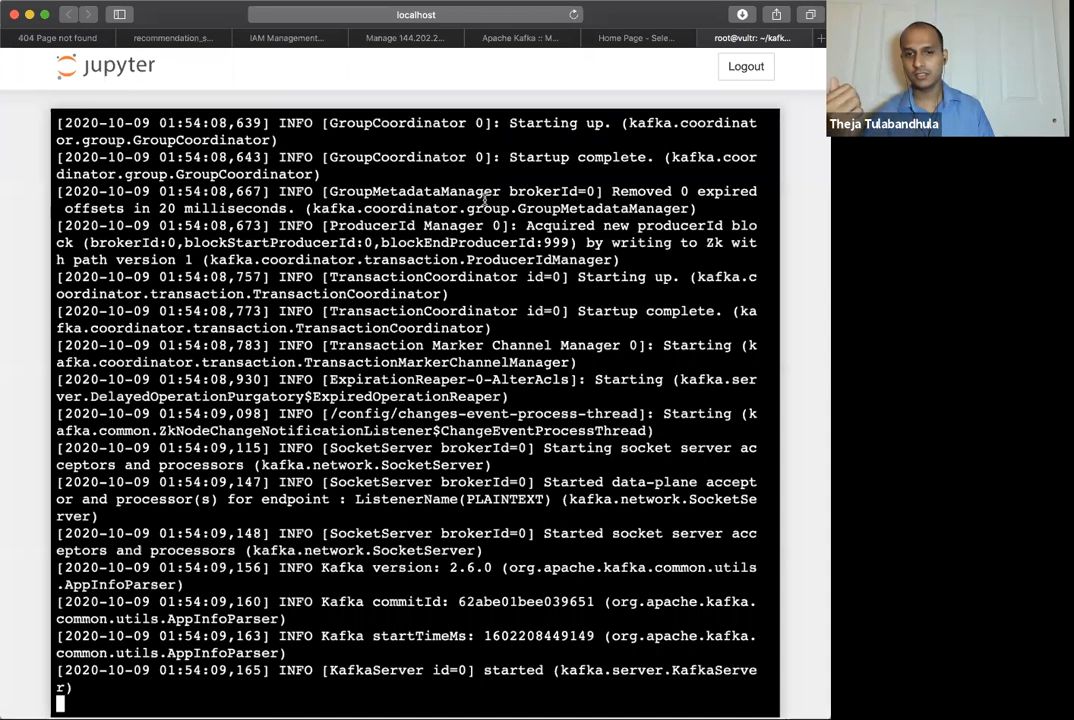 localhost
404 Page not found
recommendation_s...
IAM Management...
Manage 144.202.2...
Apache Kafka :: M...
Home Page - Sele...
root@vultr: ~/kafk...
jupyter
Logout
Theja Tulabandhula
[2020-10-09 01:54:08,639] INFO [GroupCoordinator 0]: Starting up. (kafka.coordinat
or.group.GroupCoordinator)
[2020-10-09 01:54:08,643] INFO [GroupCoordinator 0]: Startup complete. (kafka.coor
dinator.group.GroupCoordinator)
[2020-10-09 01:54:08,667] INFO [GroupMetadataManager brokerId=0] Removed 0 expired
 offsets in 20 milliseconds. (kafka.coordinator.group.GroupMetadataManager)
[2020-10-09 01:54:08,673] INFO [ProducerId Manager 0]: Acquired new producerId blo
ck (brokerId:0,blockStartProducerId:0,blockEndProducerId:999) by writing to Zk wit
h path version 1 (kafka.coordinator.transaction.ProducerIdManager)
[2020-10-09 01:54:08,757] INFO [TransactionCoordinator id=0] Starting up. (kafka.c
oordinator.transaction.TransactionCoordinator)
[2020-10-09 01:54:08,773] INFO [TransactionCoordinator id=0] Startup complete. (ka
fka.coordinator.transaction.TransactionCoordinator)
[2020-10-09 01:54:08,783] INFO [Transaction Marker Channel Manager 0]: Starting (k
afka.coordinator.transaction.TransactionMarkerChannelManager)
[2020-10-09 01:54:08,930] INFO [ExpirationReaper-0-AlterAcls]: Starting (kafka.ser
ver.DelayedOperationPurgatory$ExpiredOperationReaper)
[2020-10-09 01:54:09,098] INFO [/config/changes-event-process-thread]: Starting (k
afka.common.ZkNodeChangeNotificationListener$ChangeEventProcessThread)
[2020-10-09 01:54:09,115] INFO [SocketServer brokerId=0] Starting socket server ac
ceptors and processors (kafka.network.SocketServer)
[2020-10-09 01:54:09,147] INFO [SocketServer brokerId=0] Started data-plane accept
or and processor(s) for endpoint : ListenerName(PLAINTEXT) (kafka.network.SocketSe
rver)
[2020-10-09 01:54:09,148] INFO [SocketServer brokerId=0] Started socket server acc
eptors and processors (kafka.network.SocketServer)
[2020-10-09 01:54:09,156] INFO Kafka version: 2.6.0 (org.apache.kafka.common.utils
.AppInfoParser)
[2020-10-09 01:54:09,160] INFO Kafka commitId: 62abe01bee039651 (org.apache.kafka.
common.utils.AppInfoParser)
[2020-10-09 01:54:09,163] INFO Kafka startTimeMs: 1602208449149 (org.apache.kafka.
common.utils.AppInfoParser)
[2020-10-09 01:54:09,165] INFO [KafkaServer id=0] started (kafka.server.KafkaServe
r)